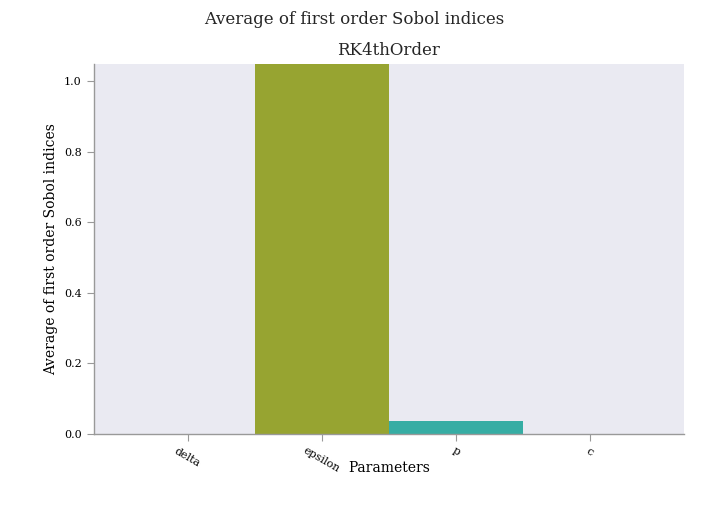 Average of first order Sobol indices
RK4thOrder
Average of first order Sobol indices
1.0
0.8
0.6
0.4
0.2
0.0
delta
epsilon
p
c
Parameters